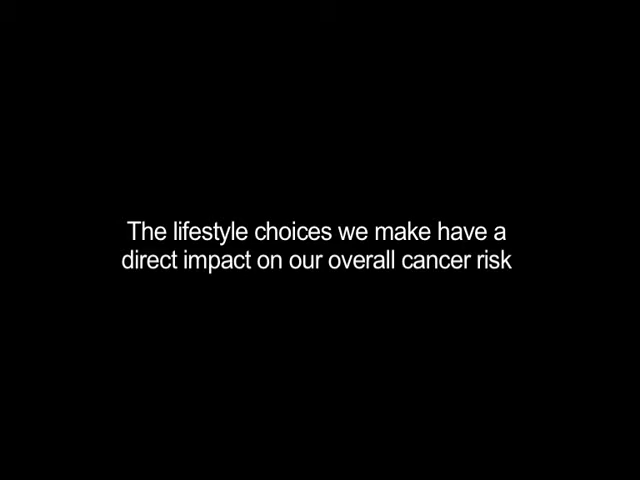 The lifestyle choices we make have a
direct impact on our overall cancer risk